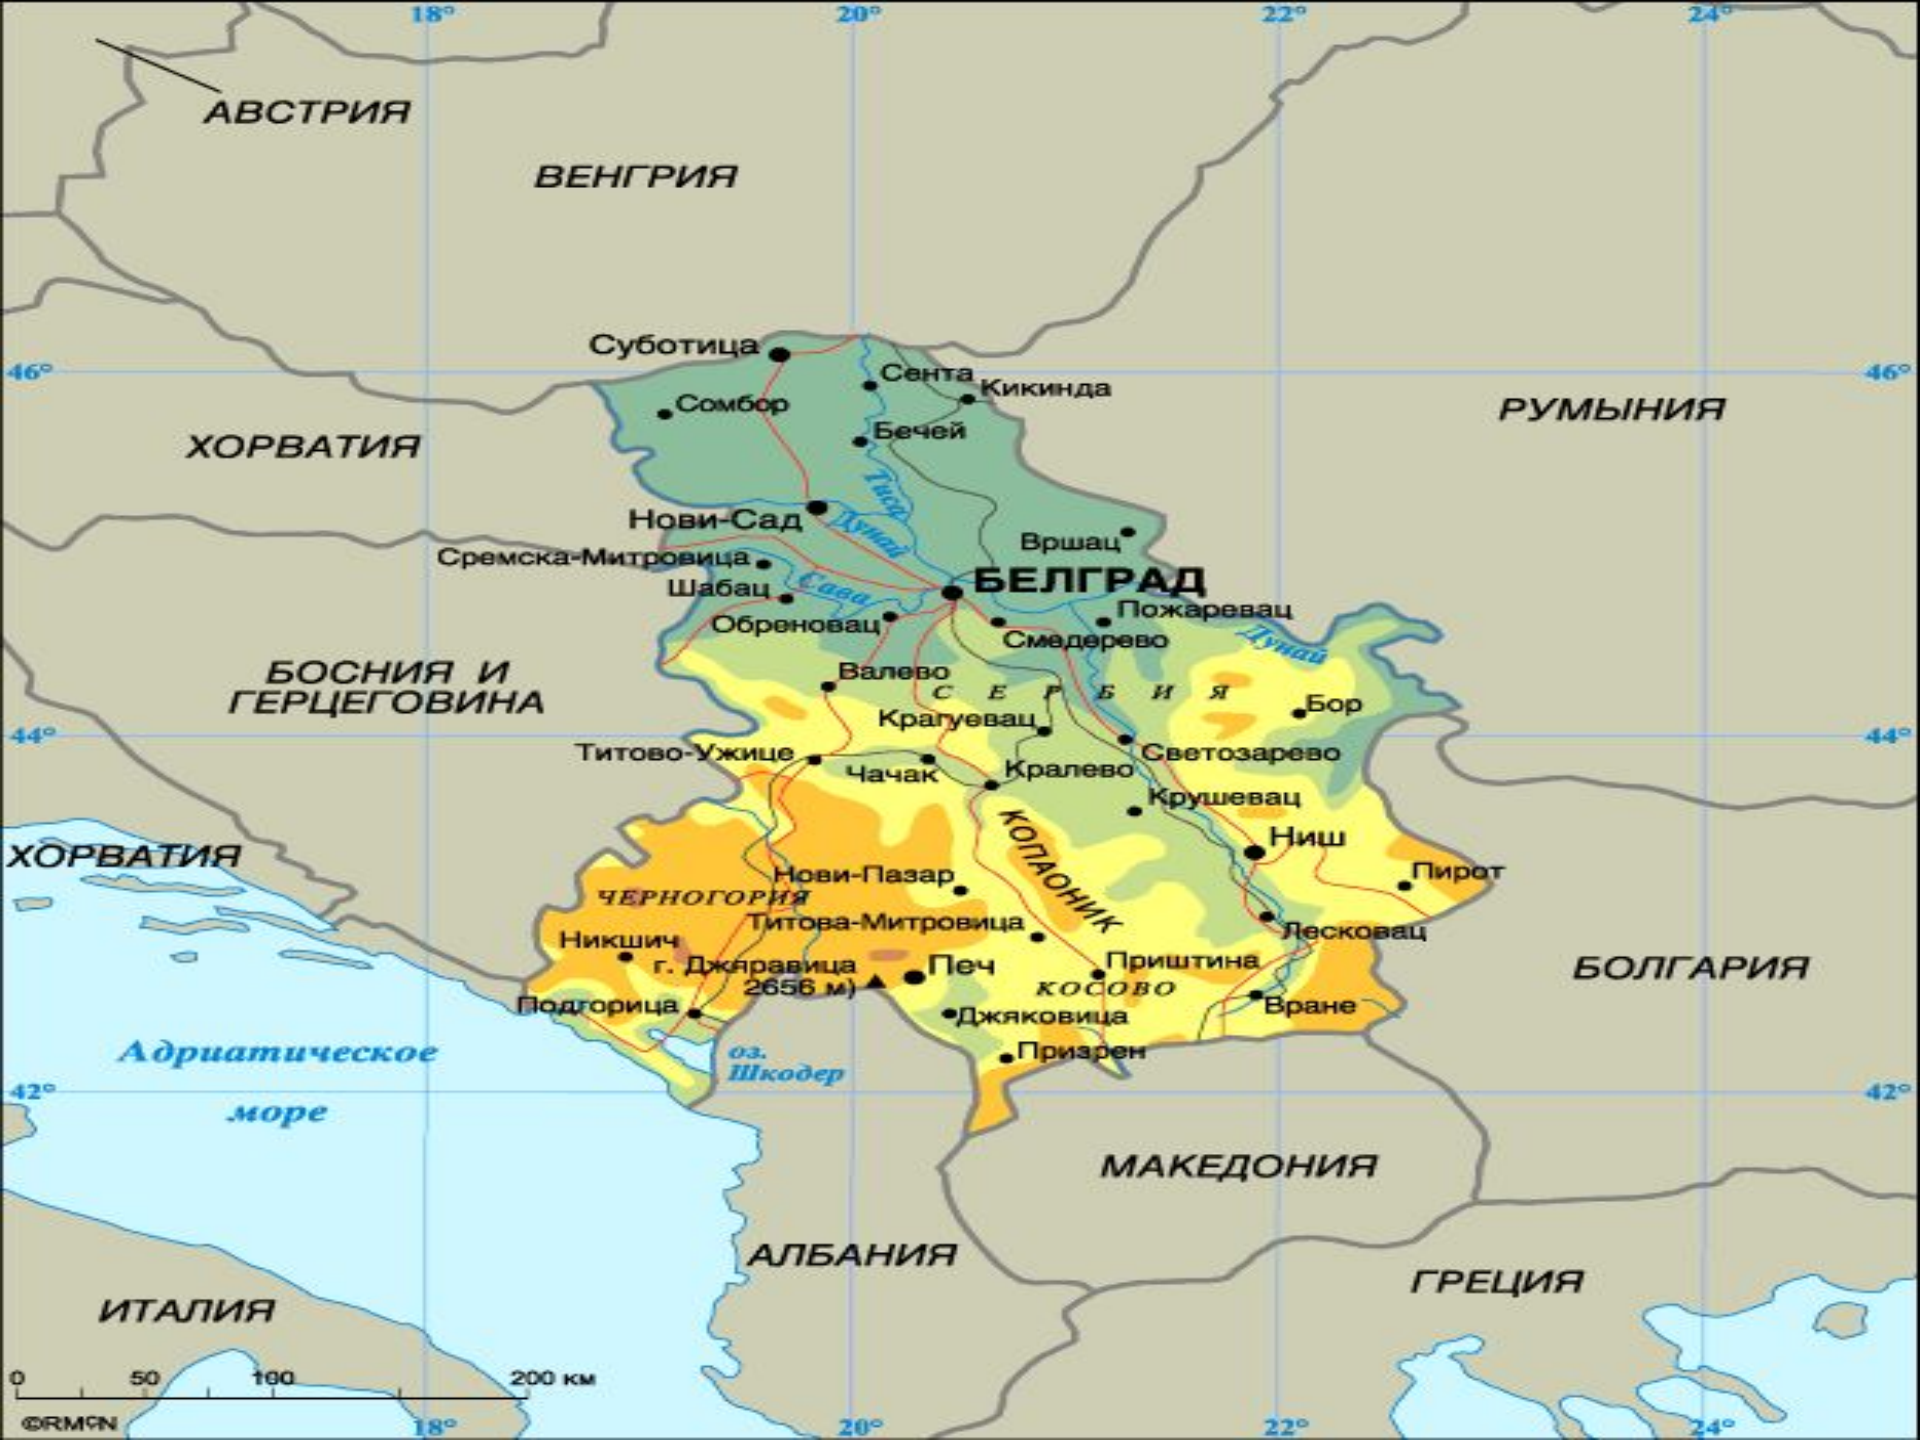 18° 20° 22° 24°
АВСТРИЯ
ВЕНГРИЯ
Суботица
46° 46°
Сента
Кикинда
Сомбор
РУМЫНИЯ
Бечей
ХОРВАТИЯ
Тиса
Нови-Сад
Дунай
Вршац
Сремска-Митровица
БЕЛГРАД
Шабац
Сава
Пожаревац
Обреновац
Смедерево
Дунай
БОСНИЯ И
ГЕРЦЕГОВИНА
Валево
СЕРБИЯ
Бор
Крагуевац
44° 44°
Титово-Ужице
Светозарево
Чачак
Кралево
Крушевац
КОПАОНИК
Ниш
ХОРВАТИЯ
Пирот
Нови-Пазар
ЧЕРНОГОРИЯ
Титова-Митровица
Лесковац
Никшич
г. Джяравица
2656 м)
Печ
Приштина
БОЛГАРИЯ
КОСОВО
Подгорица
Вране
Джяковица
Адриатическое
море
оз.
Шкодер
Призрен
42° 42°
МАКЕДОНИЯ
АЛБАНИЯ
ГРЕЦИЯ
ИТАЛИЯ
0 50 100 200 км
©RMCN
18° 20° 22° 24°